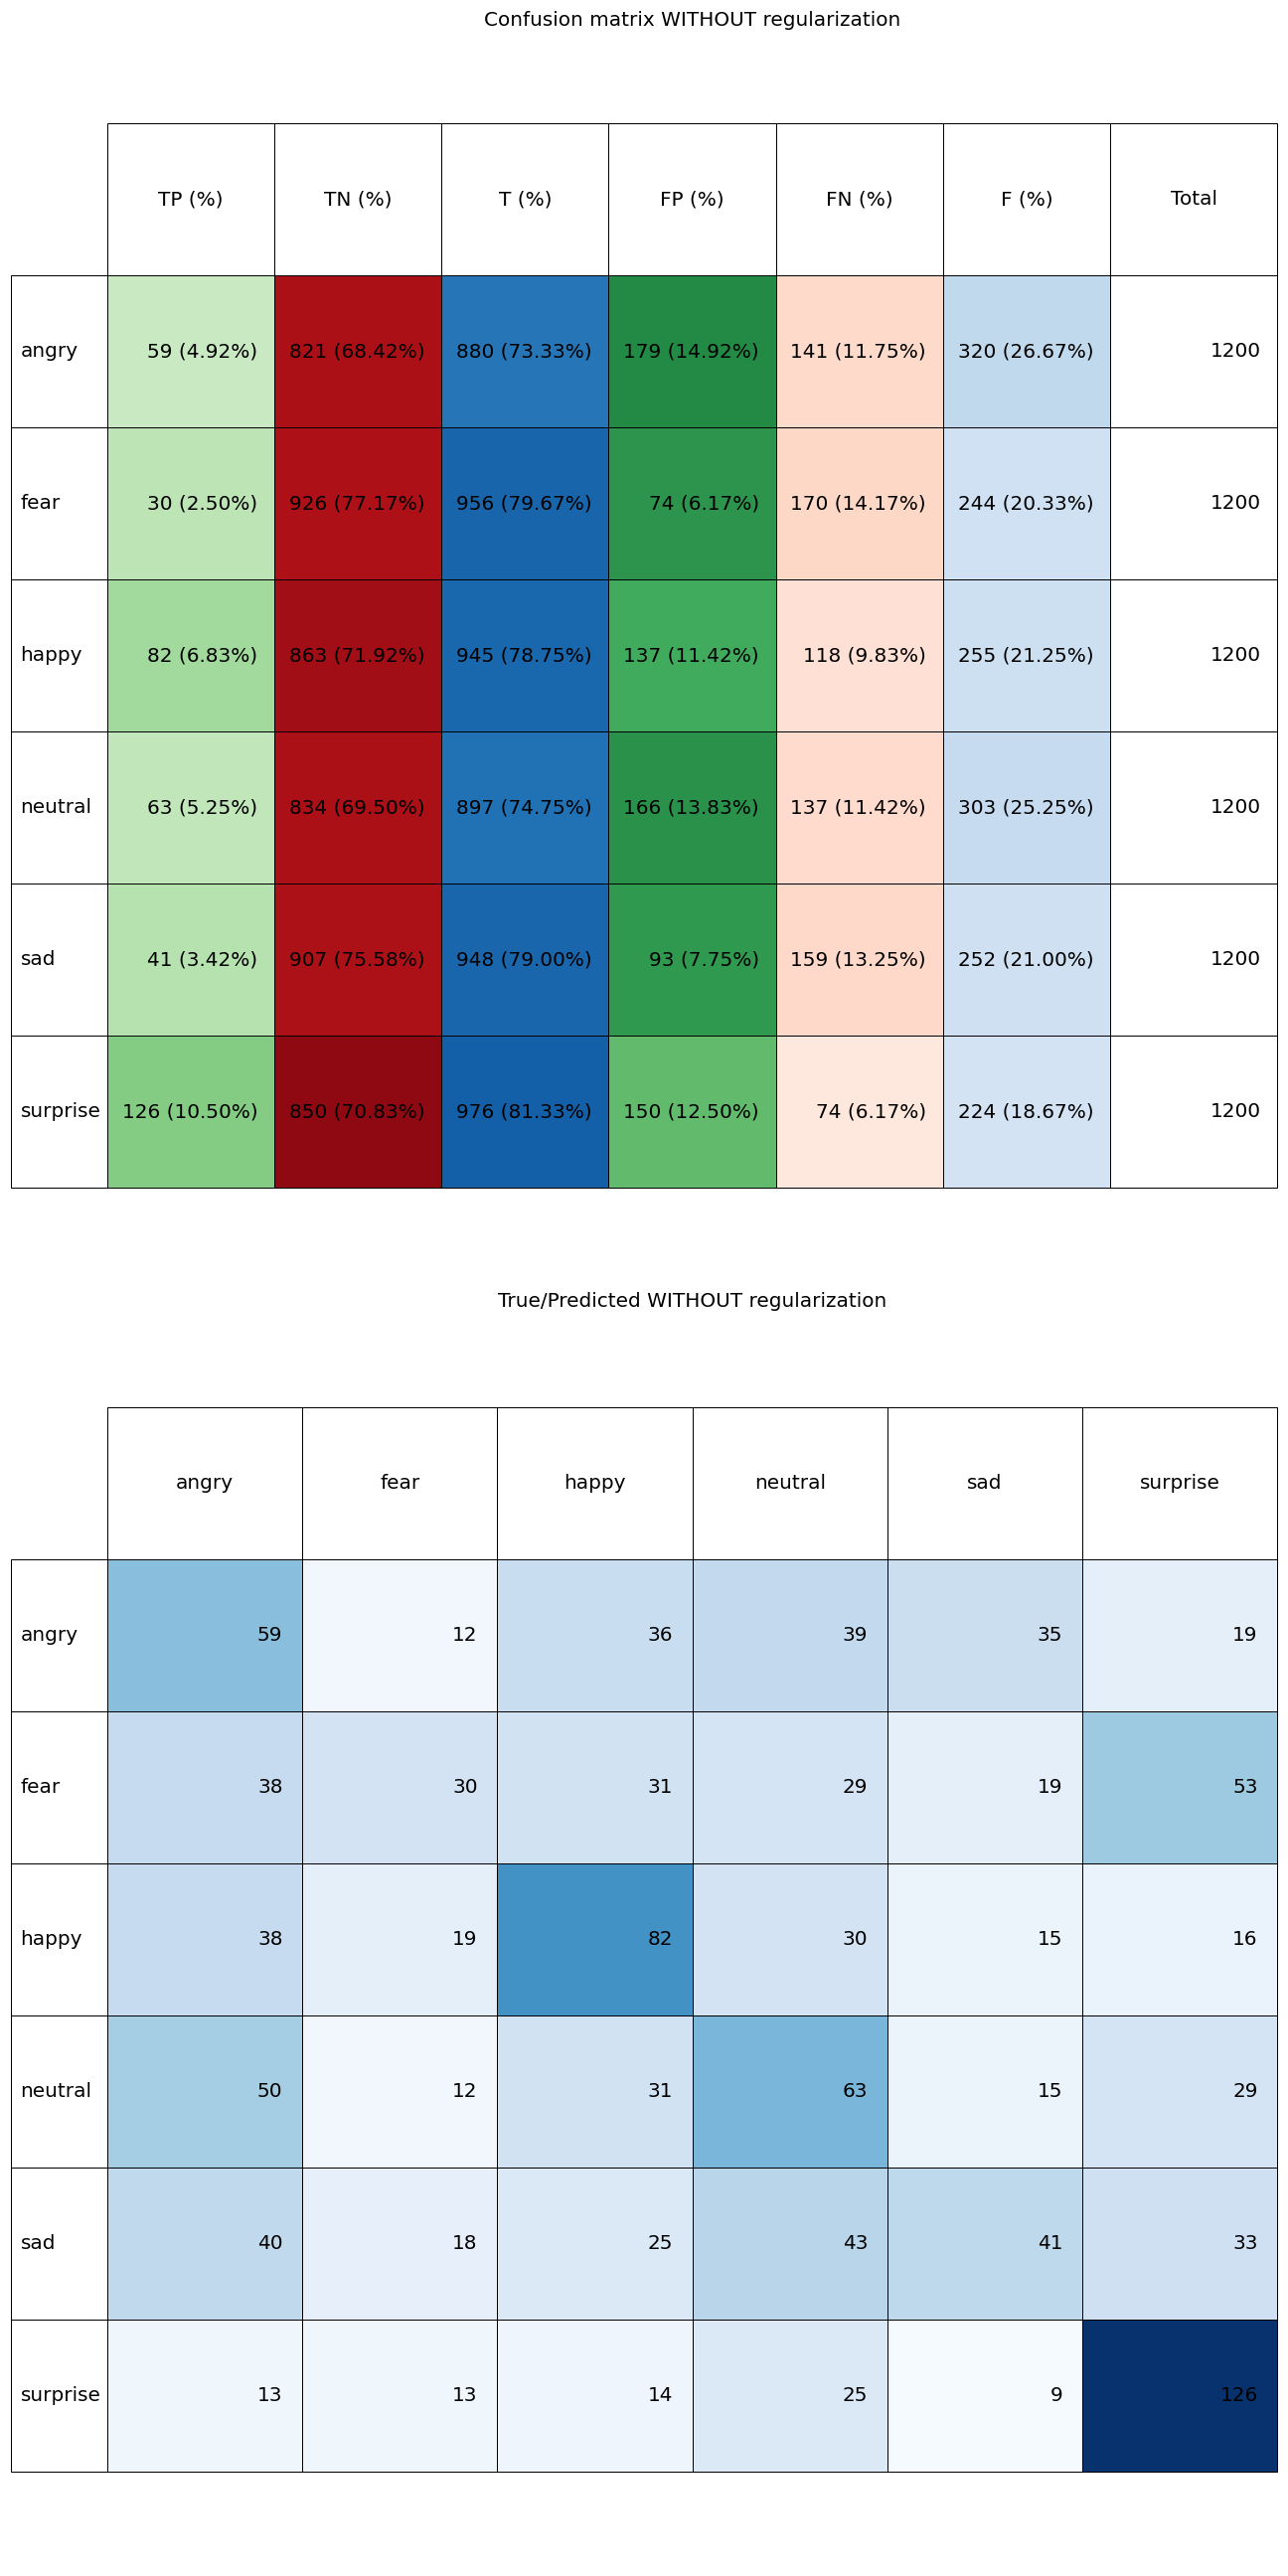 Confusion matrix WITHOUT regularization
TP (%) TN (%) T (%) FP (%) FN (%) F (%) Total
angry 59 (4.92%) 821 (68.42%) 880 (73.33%) 179 (14.92%) 141 (11.75%) 320 (26.67%) 1200
fear 30 (2.50%) 926 (77.17%) 956 (79.67%) 74 (6.17%) 170 (14.17%) 244 (20.33%) 1200
happy 82 (6.83%) 863 (71.92%) 945 (78.75%) 137 (11.42%) 118 (9.83%) 255 (21.25%) 1200
neutral 63 (5.25%) 834 (69.50%) 897 (74.75%) 166 (13.83%) 137 (11.42%) 303 (25.25%) 1200
sad 41 (3.42%) 907 (75.58%) 948 (79.00%) 93 (7.75%) 159 (13.25%) 252 (21.00%) 1200
surprise 126 (10.50%) 850 (70.83%) 976 (81.33%) 150 (12.50%) 74 (6.17%) 224 (18.67%) 1200
True/Predicted WITHOUT regularization
angry fear happy neutral sad surprise
angry 59 12 36 39 35 19
fear 38 30 31 29 19 53
happy 38 19 82 30 15 16
neutral 50 12 31 63 15 29
sad 40 18 25 43 41 33
surprise 13 13 14 25 9 126